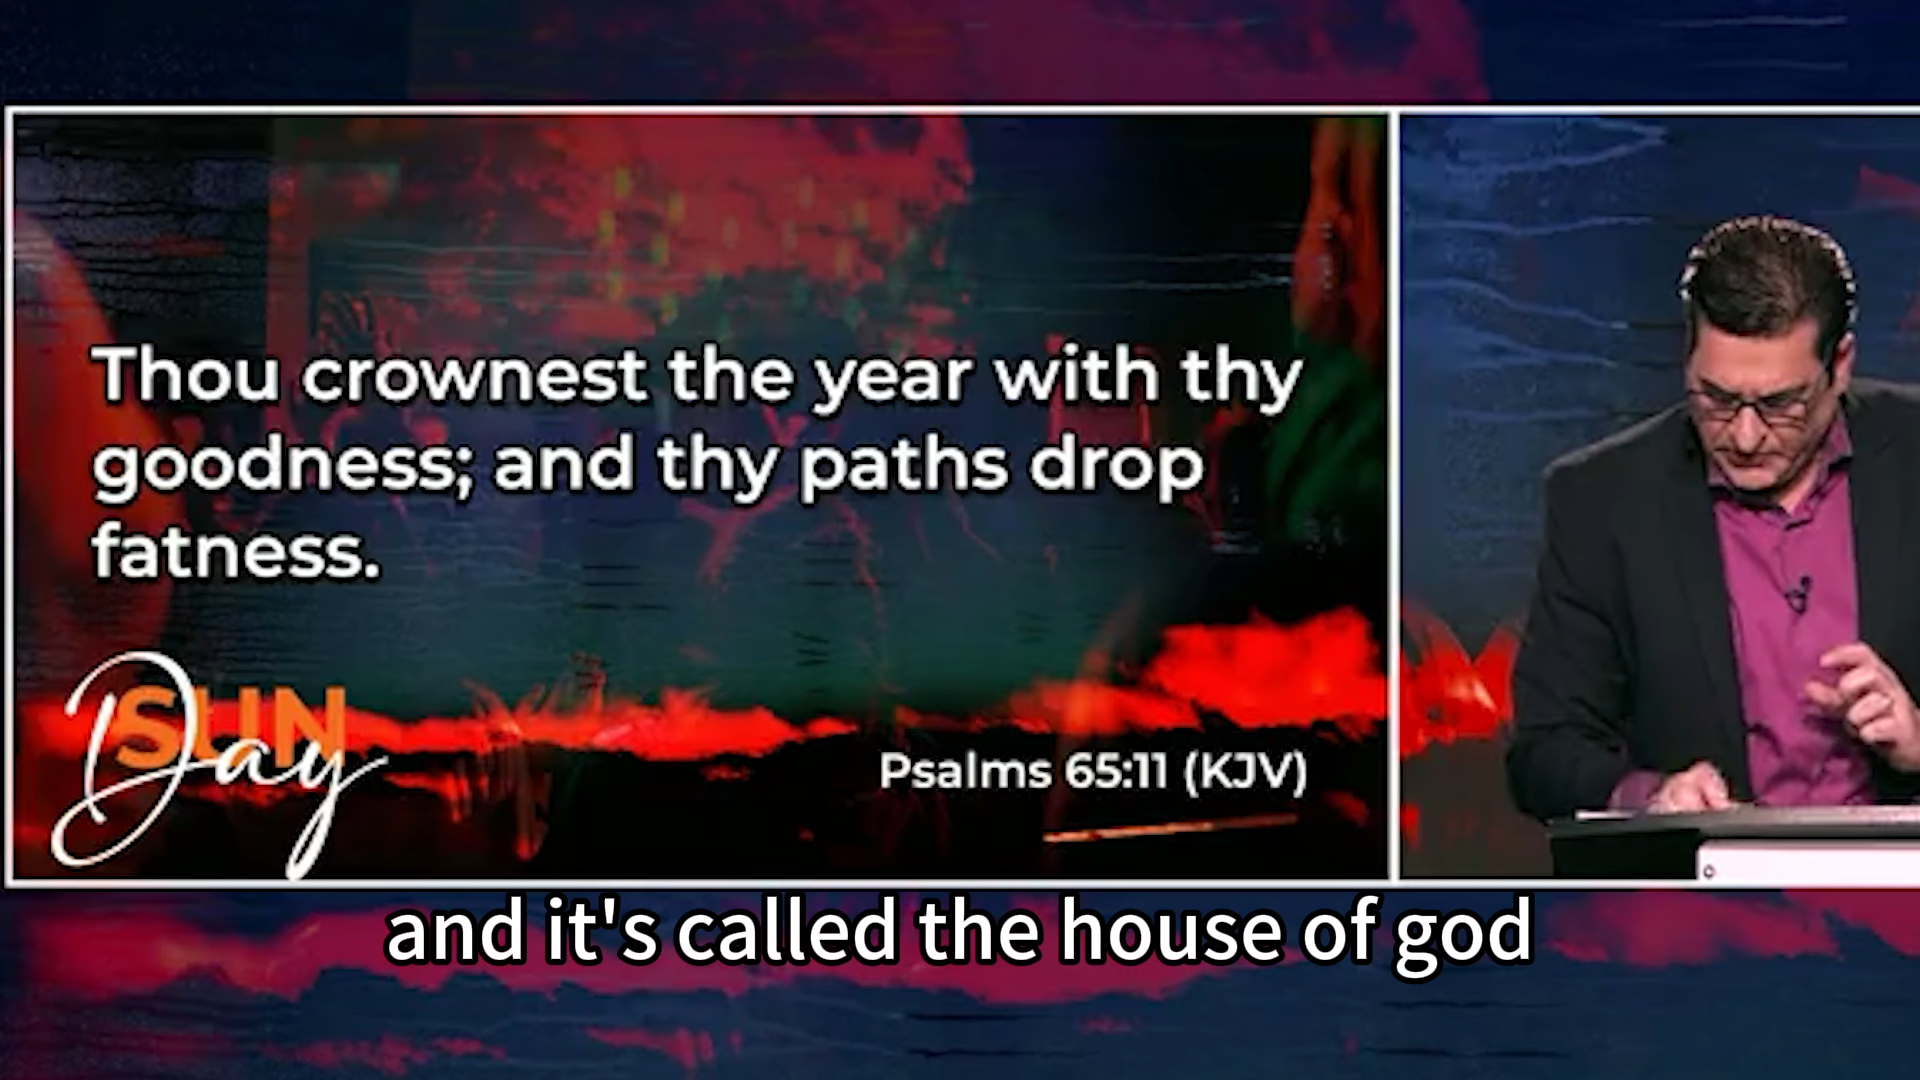 Thou crownest the year with thy
goodness; and thy paths drop
fatness.
SUN
Day
Psalms 65:11 (KJV)
and it's called the house of god